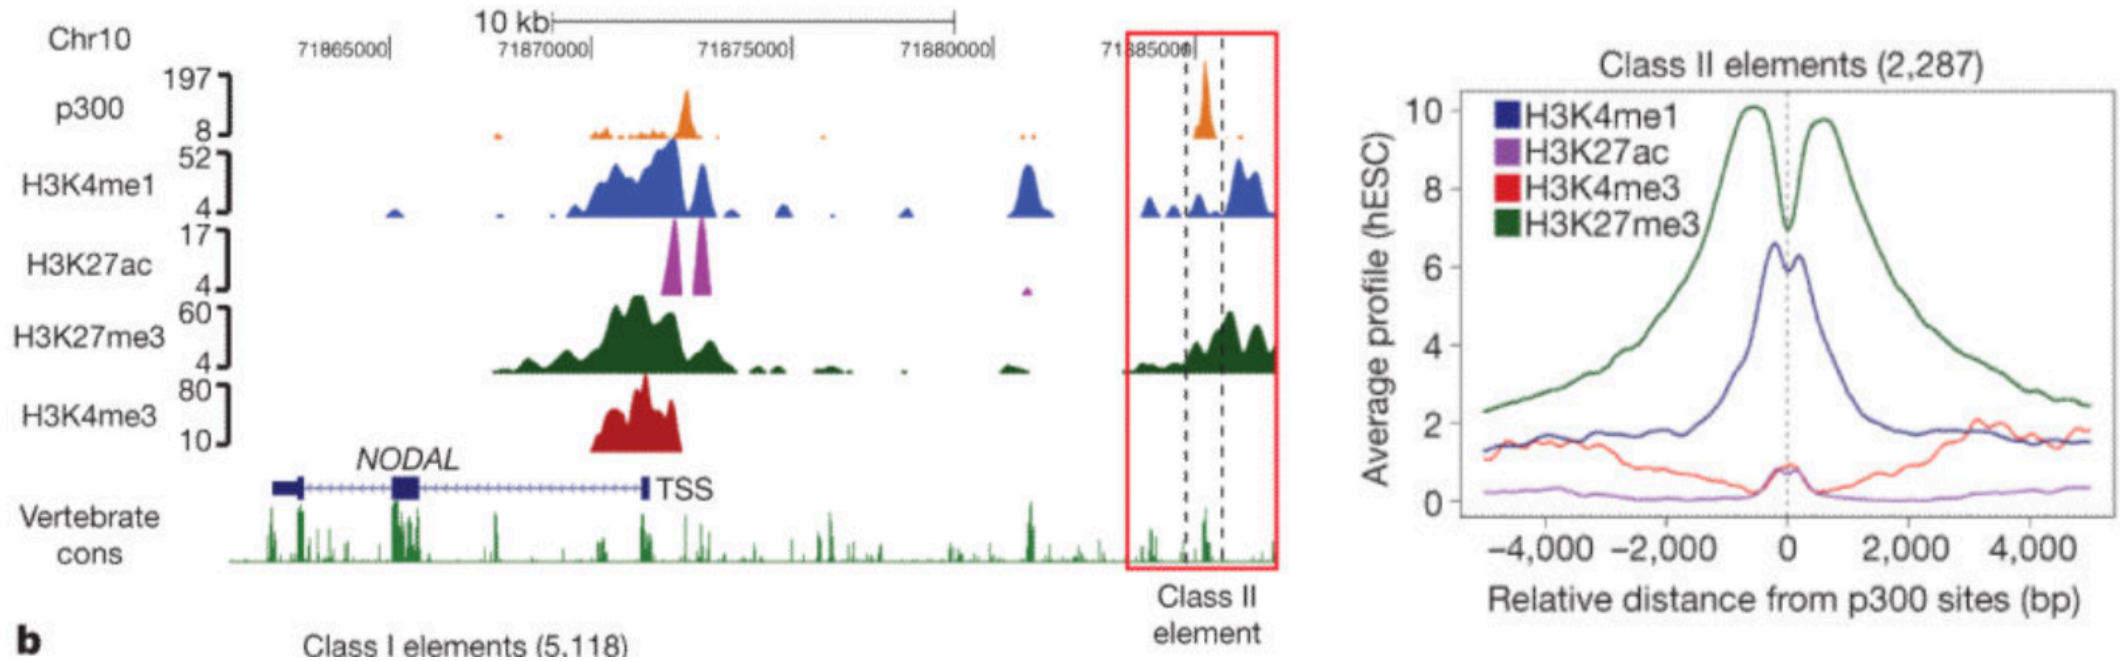 10 kb
Chr10
71865000
71870000
71875000
71880000
71885000
p300
197
8
H3K4me1
52
4
H3K27ac
17
4
H3K27me3
60
4
H3K4me3
80
10
NODAL
TSS
Vertebrate
cons
Class II
element
b
Class I elements (5,118)
Class II elements (2,287)
H3K4me1
H3K27ac
H3K4me3
H3K27me3
Average profile (hESC)
10
8
6
4
2
0
−4,000 −2,000 0 2,000 4,000
Relative distance from p300 sites (bp)